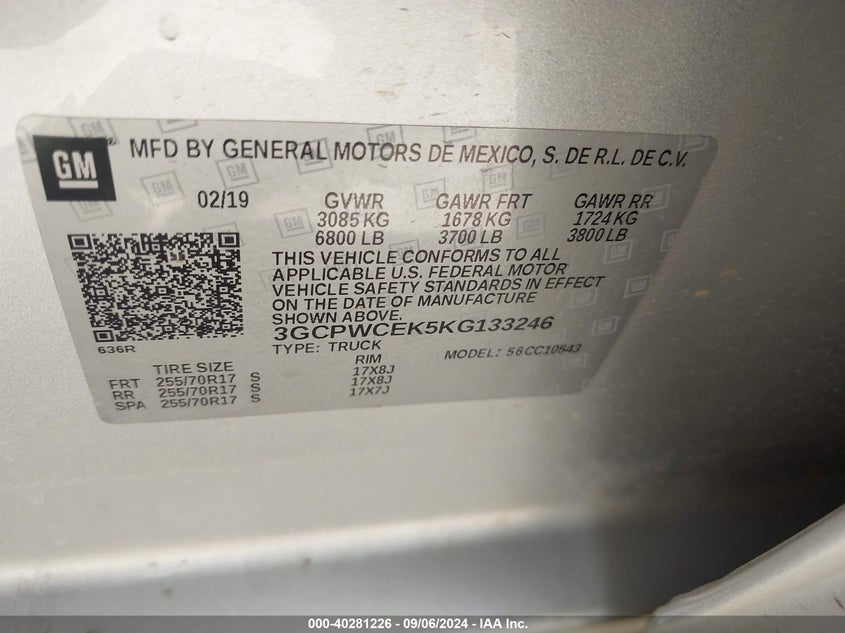 GM
MFD BY GENERAL MOTORS DE MEXICO, S. DE R.L. DE C.V.
02/19 GVWR GAWR FRT GAWR RR
3085 KG 1678 KG 1724 KG
6800 LB 3700 LB 3800 LB
THIS VEHICLE CONFORMS TO ALL
APPLICABLE U.S. FEDERAL MOTOR
VEHICLE SAFETY STANDARDS IN EFFECT
ON THE DATE OF MANUFACTURE
SHOWN ABOVE.
3GCPWCEK5KG133246
636R TYPE: TRUCK MODEL: 56CC10543
TIRE SIZE RIM
FRT 255/70R17 S 17X8J
RR 255/70R17 S 17X8J
SPA 255/70R17 S 17X7J
000-40281226 - 09/06/2024 - IAA Inc.